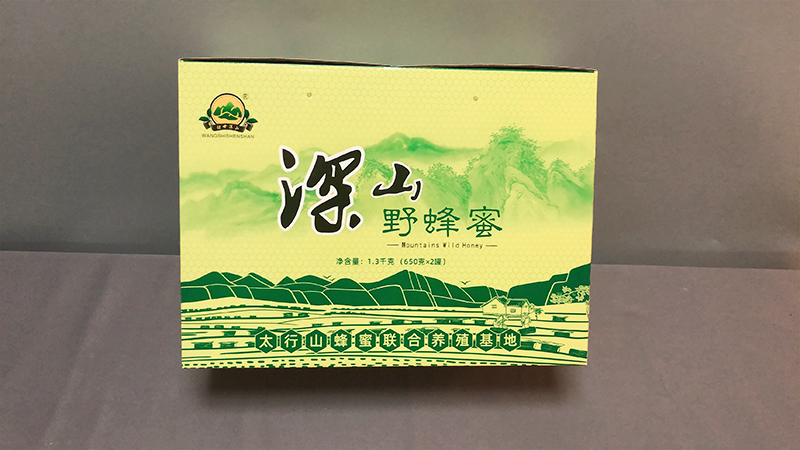 ®
WANGSHISHENSHAN
深山
野蜂蜜
Mountains Wild Honey
净含量：1.3千克（650克×2罐）
太行山蜂蜜联合养殖基地